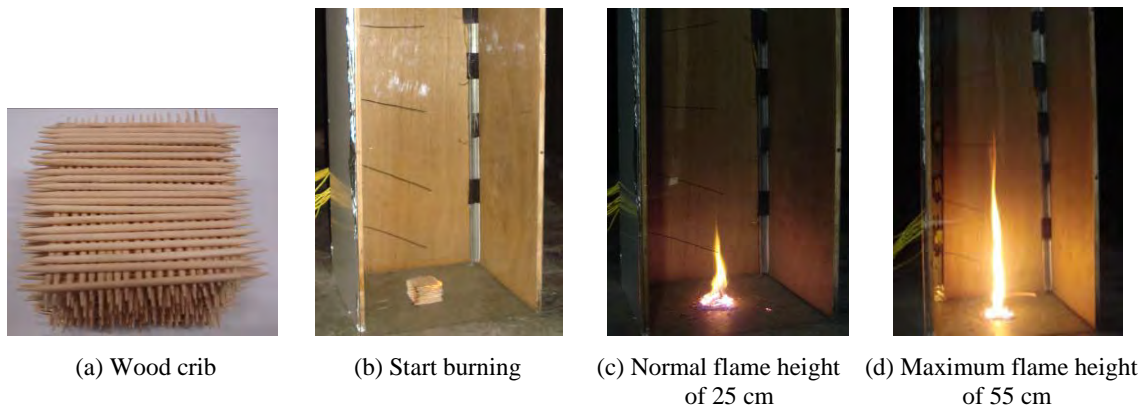 (a) Wood crib
(b) Start burning
(c) Normal flame height
of 25 cm
(d) Maximum flame height
of 55 cm